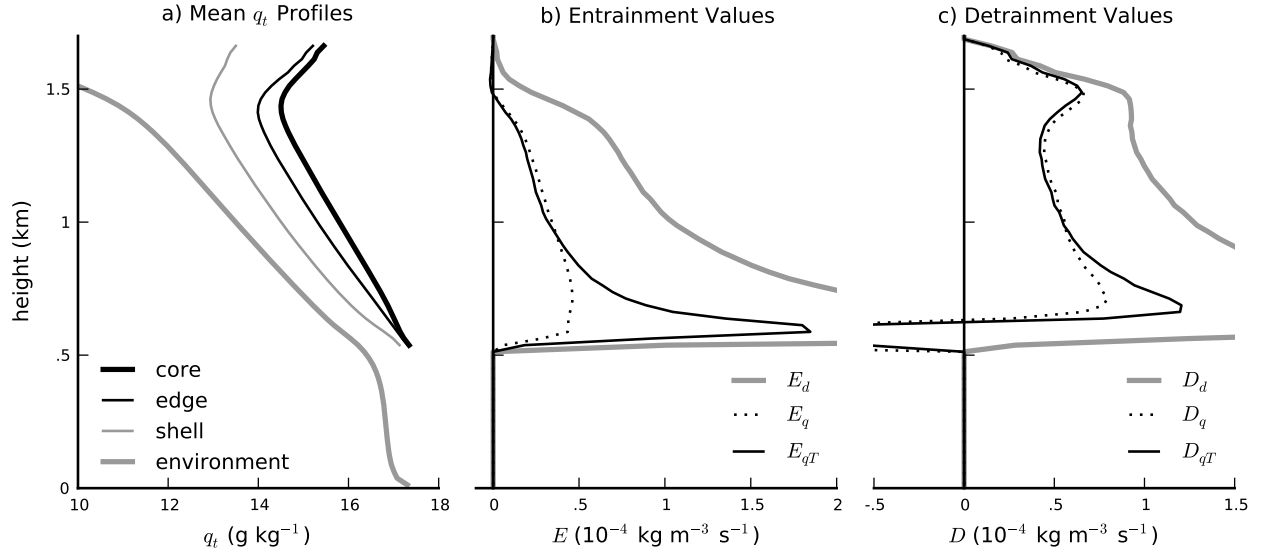 a) Mean q_t Profiles
b) Entrainment Values
c) Detrainment Values
height (km)
1.5
1
.5
0
core
edge
shell
environment
10 12 14 16 18
q_t (g kg⁻¹)
E_d
E_q
E_qT
0 .5 1 1.5 2
E (10⁻⁴ kg m⁻³ s⁻¹)
D_d
D_q
D_qT
-.5 0 .5 1 1.5
D (10⁻⁴ kg m⁻³ s⁻¹)